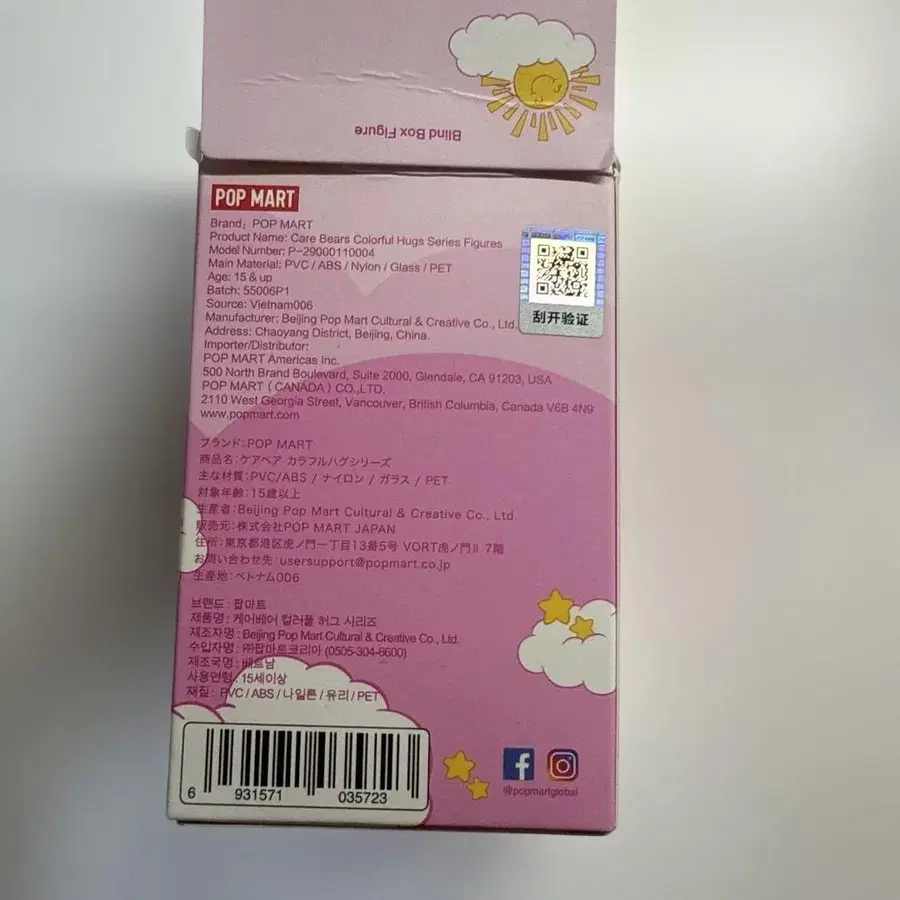 Blind Box Figure
POP MART
Brand: POP MART
Product Name: Care Bears Colorful Hugs Series Figures
Model Number: P-29000110004
Main Material: PVC / ABS / Nylon / Glass / PET
Age: 15 & up
Batch: 55006P1
Source: Vietnam006
Manufacturer: Beijing Pop Mart Cultural & Creative Co., Ltd.
Address: Chaoyang District, Beijing, China.
Importer/Distributor:
POP MART Americas Inc.
500 North Brand Boulevard, Suite 2000, Glendale, CA 91203, USA
POP MART (CANADA) CO.,LTD.
2110 West Georgia Street, Vancouver, British Columbia, Canada V6B 4N9
www.popmart.com
刮开验证
ブランド:POP MART
商品名:ケアベア カラフルハグシリーズ
主な材質:PVC/ABS / ナイロン / ガラス / PET
対象年齢:15歳以上
生産者:Beijing Pop Mart Cultural & Creative Co., Ltd.
販売元:株式会社POP MART JAPAN
住所:東京都港区虎ノ門一丁目13番5号 VORT虎ノ門Ⅱ 7階
お問い合わせ先:usersupport@popmart.co.jp
生産地:ベトナム006
브랜드 : 팝마트
제품명 : 케어베어 컬러풀 허그 시리즈
제조자명 : Beijing Pop Mart Cultural & Creative Co., Ltd.
수입자명 : ㈜팝마트코리아 (0505-304-6600)
제조국명 : 베트남
사용연령 : 15세이상
재질 : PVC / ABS / 나일론 / 유리 / PET
6 931571 035723
@popmartglobal